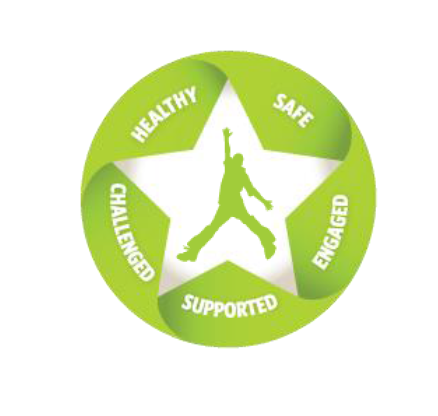 HEALTHY
SAFE
ENGAGED
SUPPORTED
CHALLENGED